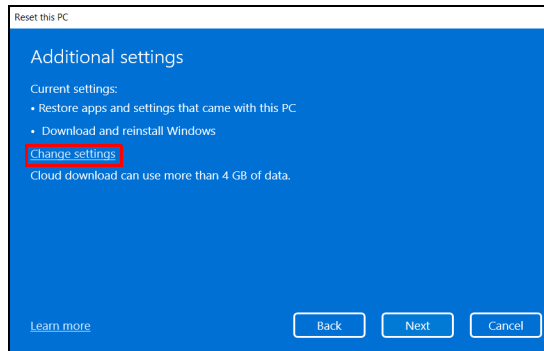 Reset this PC
Additional settings
Current settings:
• Restore apps and settings that came with this PC
• Download and reinstall Windows
Change settings
Cloud download can use more than 4 GB of data.
Learn more
Back
Next
Cancel